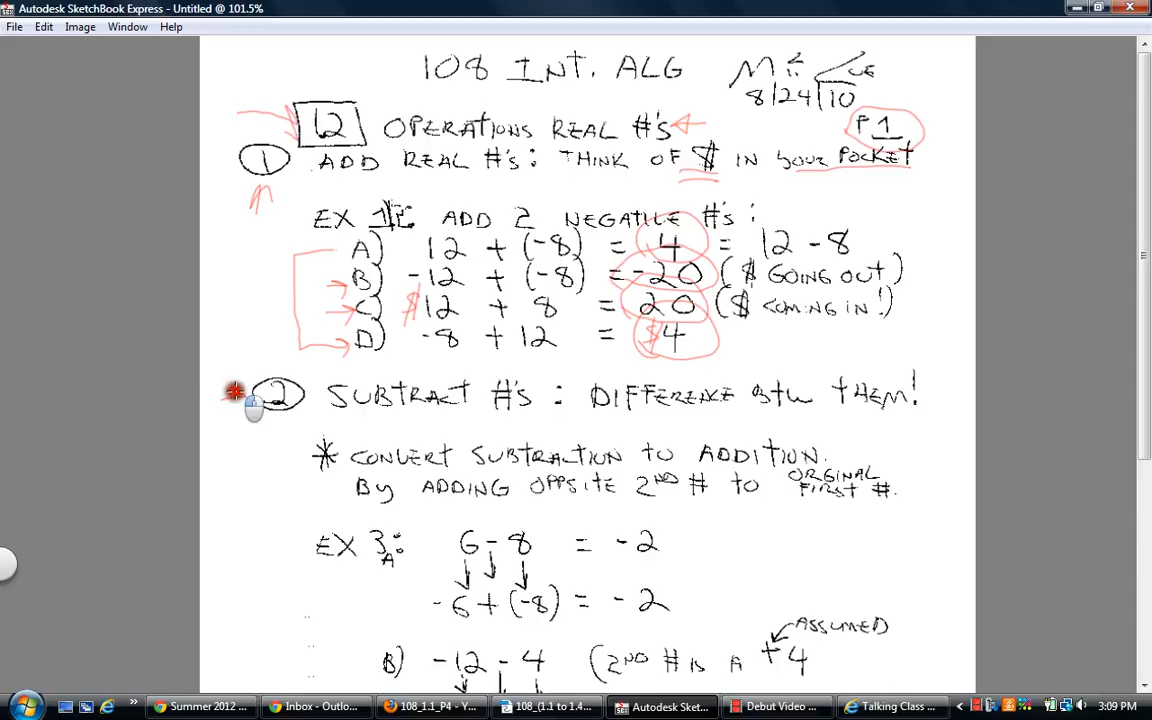 Autodesk SketchBook Express - Untitled @ 101.5%
File Edit Image Window Help
108 INT. ALG
8/24/10
1.2 OPERATIONS REAL #'S
P 1
1 ADD REAL #'S: THINK OF $ IN YOUR POCKET
EX 1: ADD 2 NEGATIVE #'S:
A) 12 + (-8) = 4 = 12 - 8
B) -12 + (-8) = -20 ($ GOING OUT)
C) $12 + 8 = 20 ($ COMING IN!)
D) -8 + 12 = $4
2 SUBTRACT #'S: DIFFERENCE BTW THEM!
* CONVERT SUBTRACTION TO ADDITION.
BY ADDING OPPOSITE 2ND # TO ORGINAL FIRST #.
EX 3: A 6 - 8 = -2
-6 + (-8) = -2
ASSUMED
B) -12 - 4 (2ND # IS A +4
Summer 2012 ...
Inbox - Outlo...
108_1.1_P4 - Y...
108_(1.1 to 1.4...
Autodesk Sket...
Debut Video ...
Talking Class ...
3:09 PM